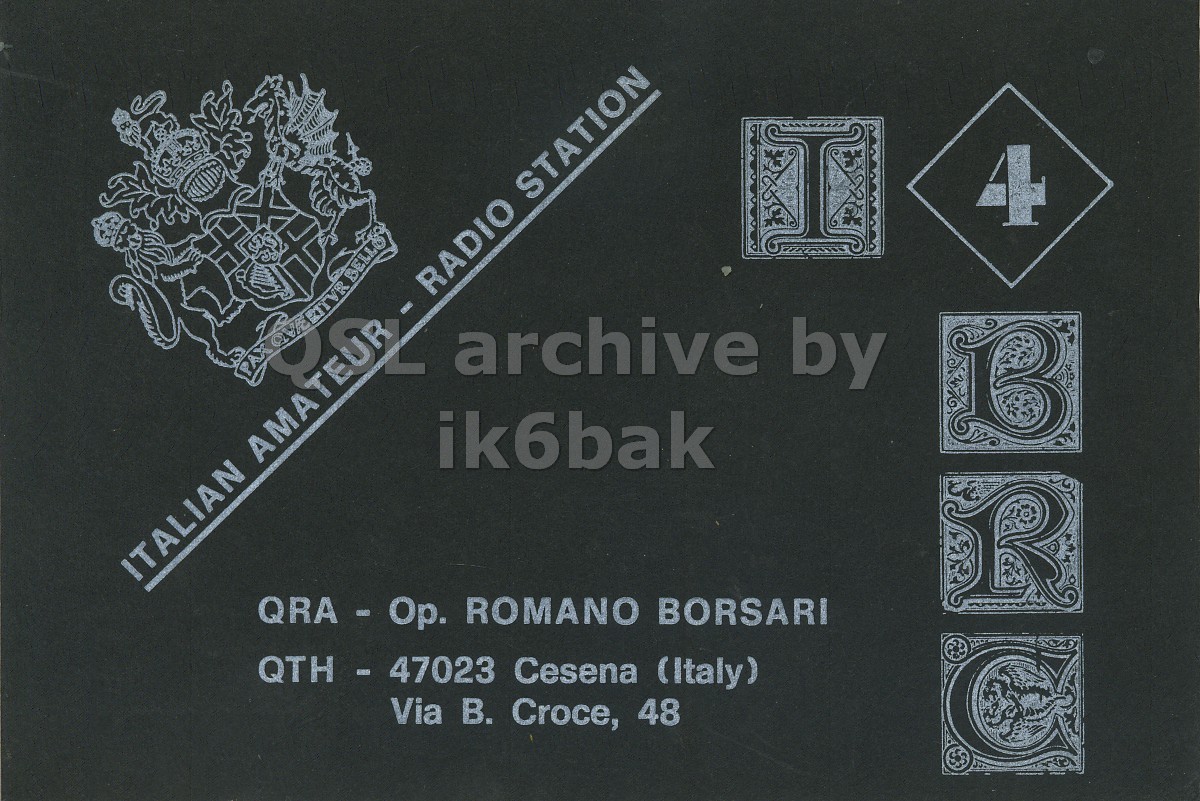 ITALIAN AMATEUR - RADIO STATION
PAX QVÆRITVR BELLO
I 4
B
R
C
QRA - Op. ROMANO BORSARI
QTH - 47023 Cesena (Italy)
Via B. Croce, 48
QSL archive by
ik6bak